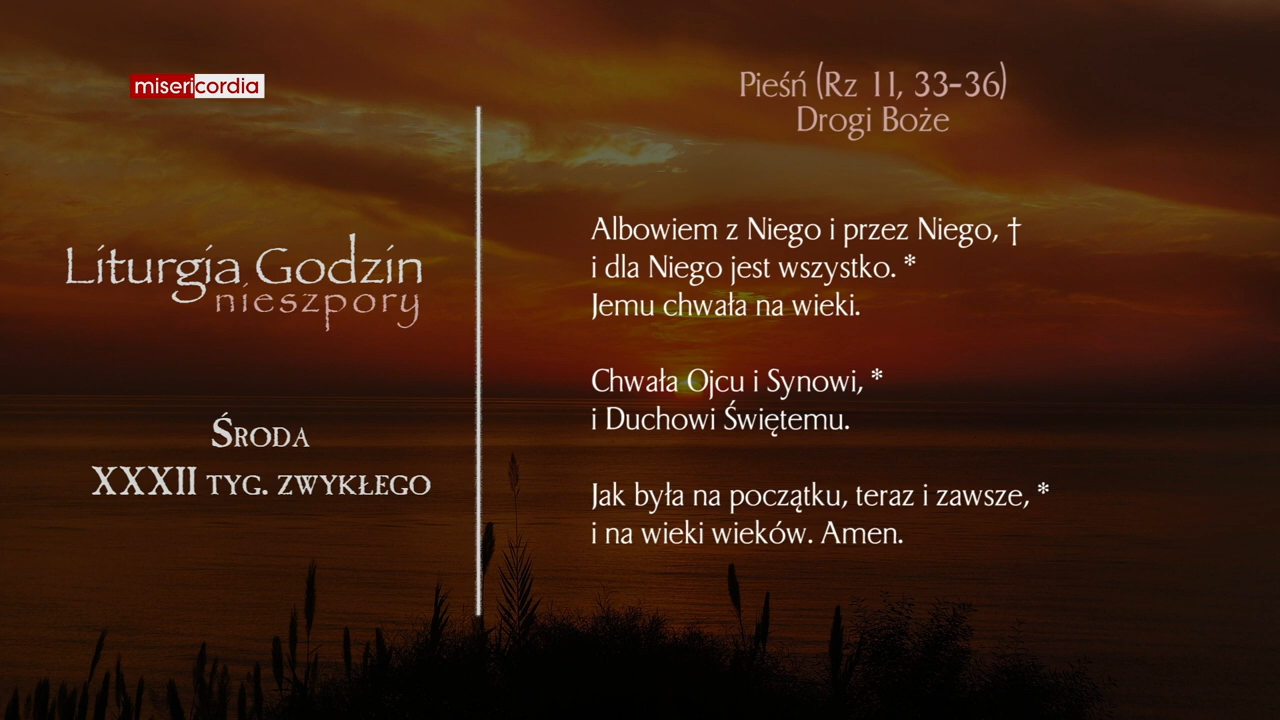 misericordia
Liturgia Godzin
nieszpory
Środa
XXXII tyg. zwykłego
Pieśń (Rz 11, 33-36)
Drogi Boże
Albowiem z Niego i przez Niego, †
i dla Niego jest wszystko. *
Jemu chwała na wieki.
Chwała Ojcu i Synowi, *
i Duchowi Świętemu.
Jak była na początku, teraz i zawsze, *
i na wieki wieków. Amen.